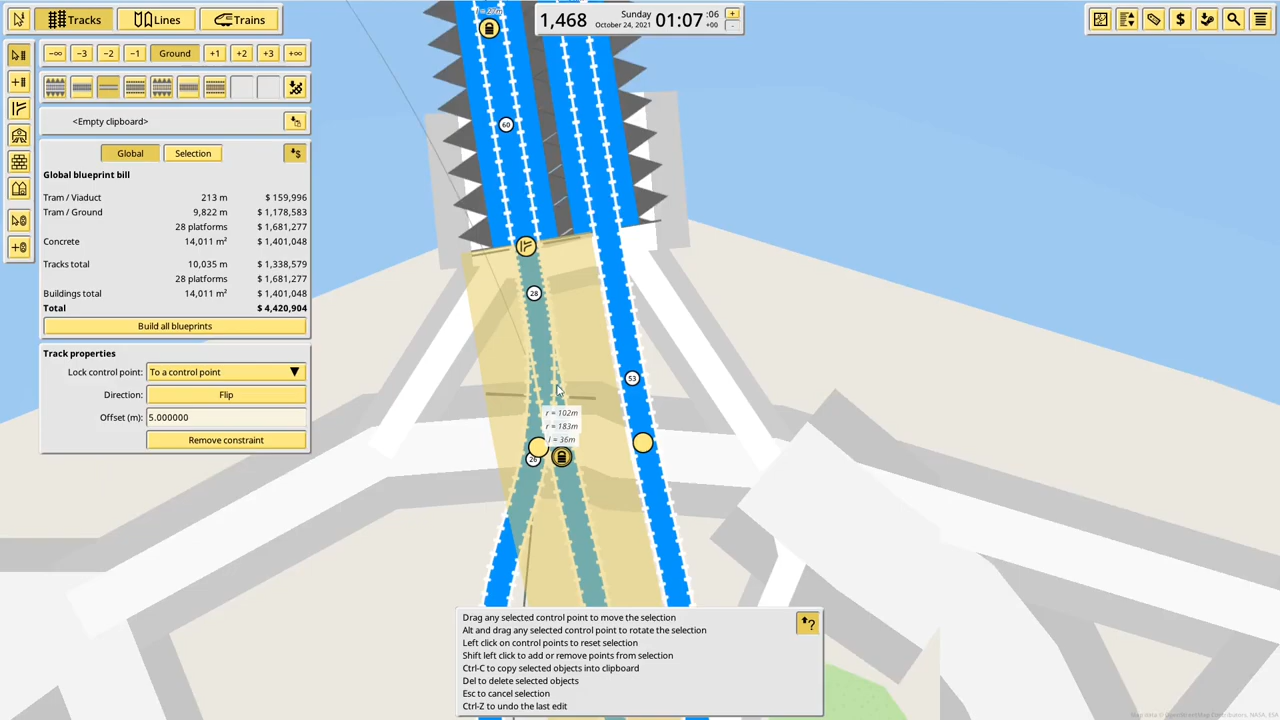 Tracks
Lines
Trains
1,468
Sunday
October 24, 2021
01:07
:06
+00
+
-
-∞
-3
-2
-1
Ground
+1
+2
+3
+∞
<Empty clipboard>
Global
Selection
$
Global blueprint bill
Tram / Viaduct 213 m $ 159,996
Tram / Ground 9,822 m $ 1,178,583
28 platforms $ 1,681,277
Concrete 14,011 m² $ 1,401,048
Tracks total 10,035 m $ 1,338,579
28 platforms $ 1,681,277
Buildings total 14,011 m² $ 1,401,048
Total $ 4,420,904
Build all blueprints
Track properties
Lock control point: To a control point
Direction: Flip
Offset (m): 5.000000
Remove constraint
60
28
53
r = 102m
r = 183m
l = 36m
26
Drag any selected control point to move the selection
Alt and drag any selected control point to rotate the selection
Left click on control points to reset selection
Shift left click to add or remove points from selection
Ctrl-C to copy selected objects into clipboard
Del to delete selected objects
Esc to cancel selection
Ctrl-Z to undo the last edit
?
$
Map data © OpenStreetMap Contributors, NASA, ESA